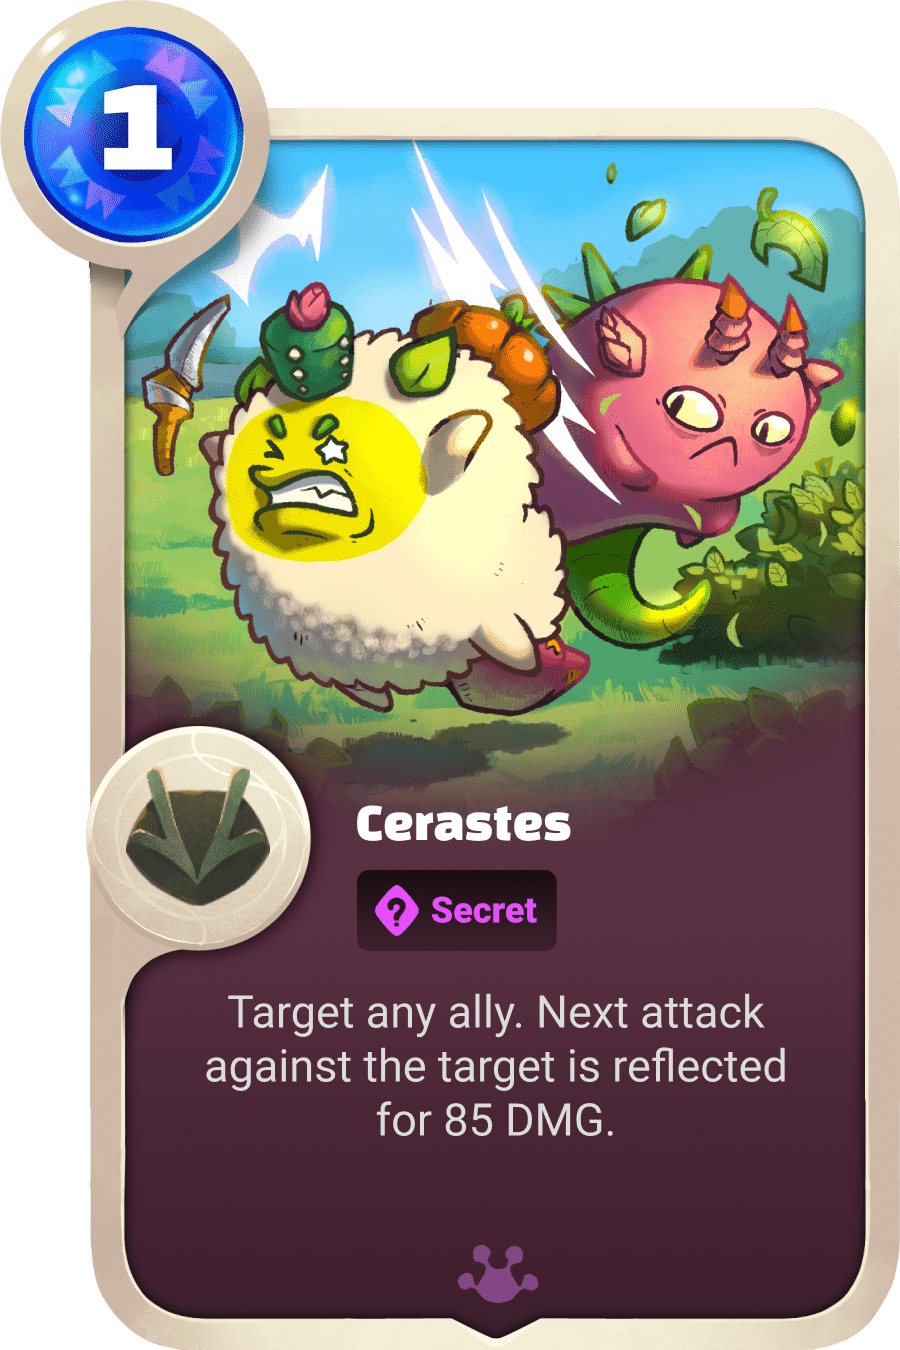 1
Cerastes
? Secret
Target any ally. Next attack
against the target is reflected
for 85 DMG.